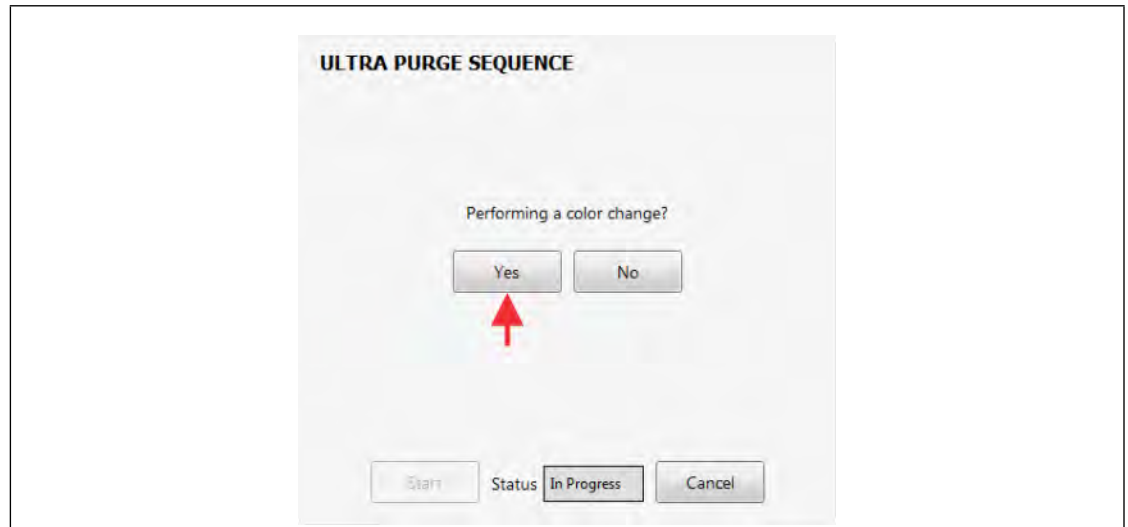 ULTRA PURGE SEQUENCE
Performing a color change?
Yes No
Start Status In Progress Cancel